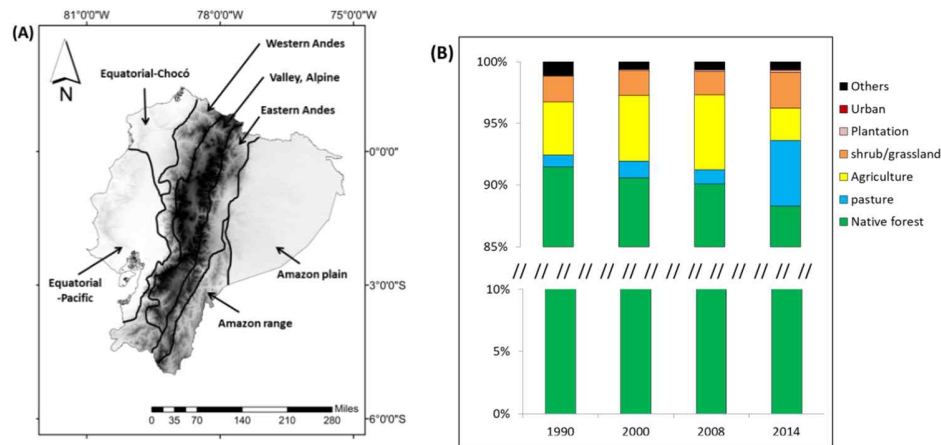 (A)
81°0'0"W
78°0'0"W
75°0'0"W
N
Western Andes
Equatorial-Chocó
Valley, Alpine
Eastern Andes
0°0'0"
Amazon plain
Equatorial
-Pacific
3°0'0"S
Amazon range
Miles
0 35 70 140 210 280
6°0'0"S
(B)
100%
95%
90%
85%
10%
5%
0%
1990 2000 2008 2014
Others
Urban
Plantation
shrub/grassland
Agriculture
pasture
Native forest